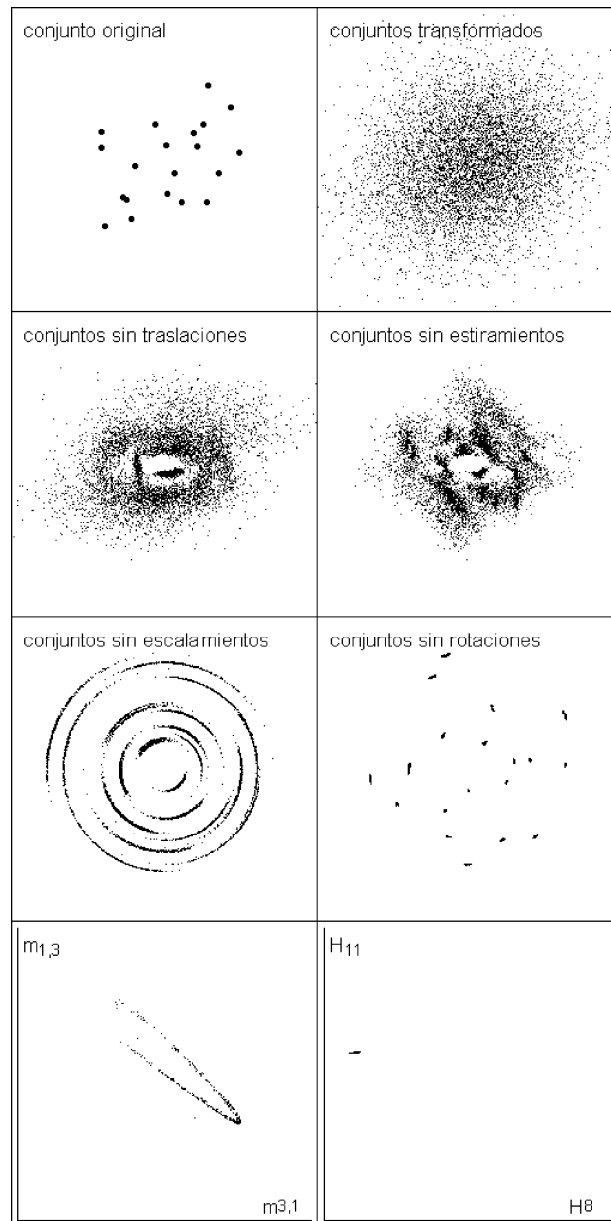 conjunto original
conjuntos transformados
conjuntos sin traslaciones
conjuntos sin estiramientos
conjuntos sin escalamientos
conjuntos sin rotaciones
m1,3
m3,1
H11
H8